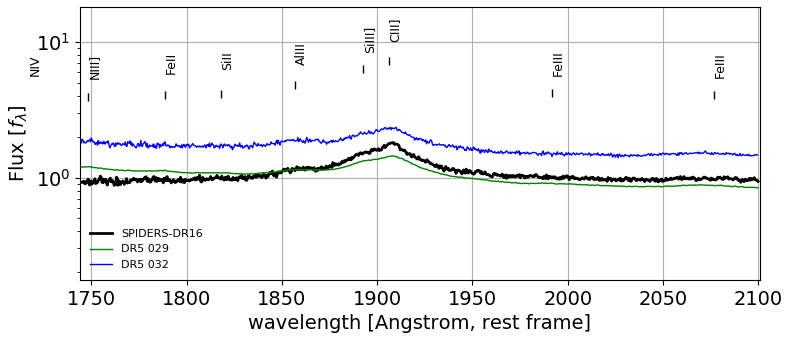 10¹
NIV
NIII]
FeII
SiII
AlIII
SiIII]
CIII]
FeIII
FeIII
Flux [fλ]
10⁰
SPIDERS-DR16
DR5 029
DR5 032
1750 1800 1850 1900 1950 2000 2050 2100
wavelength [Angstrom, rest frame]